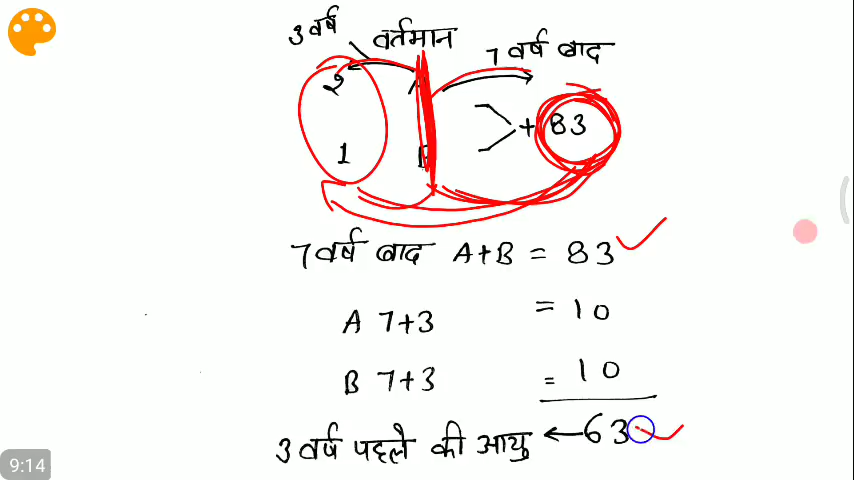 3 वर्ष वर्तमान 7 वर्ष बाद
2
+ 83
1
7 वर्ष बाद A+B = 83
A 7+3 = 10
B 7+3 = 10
3 वर्ष पहले की आयु ← 63
9:14